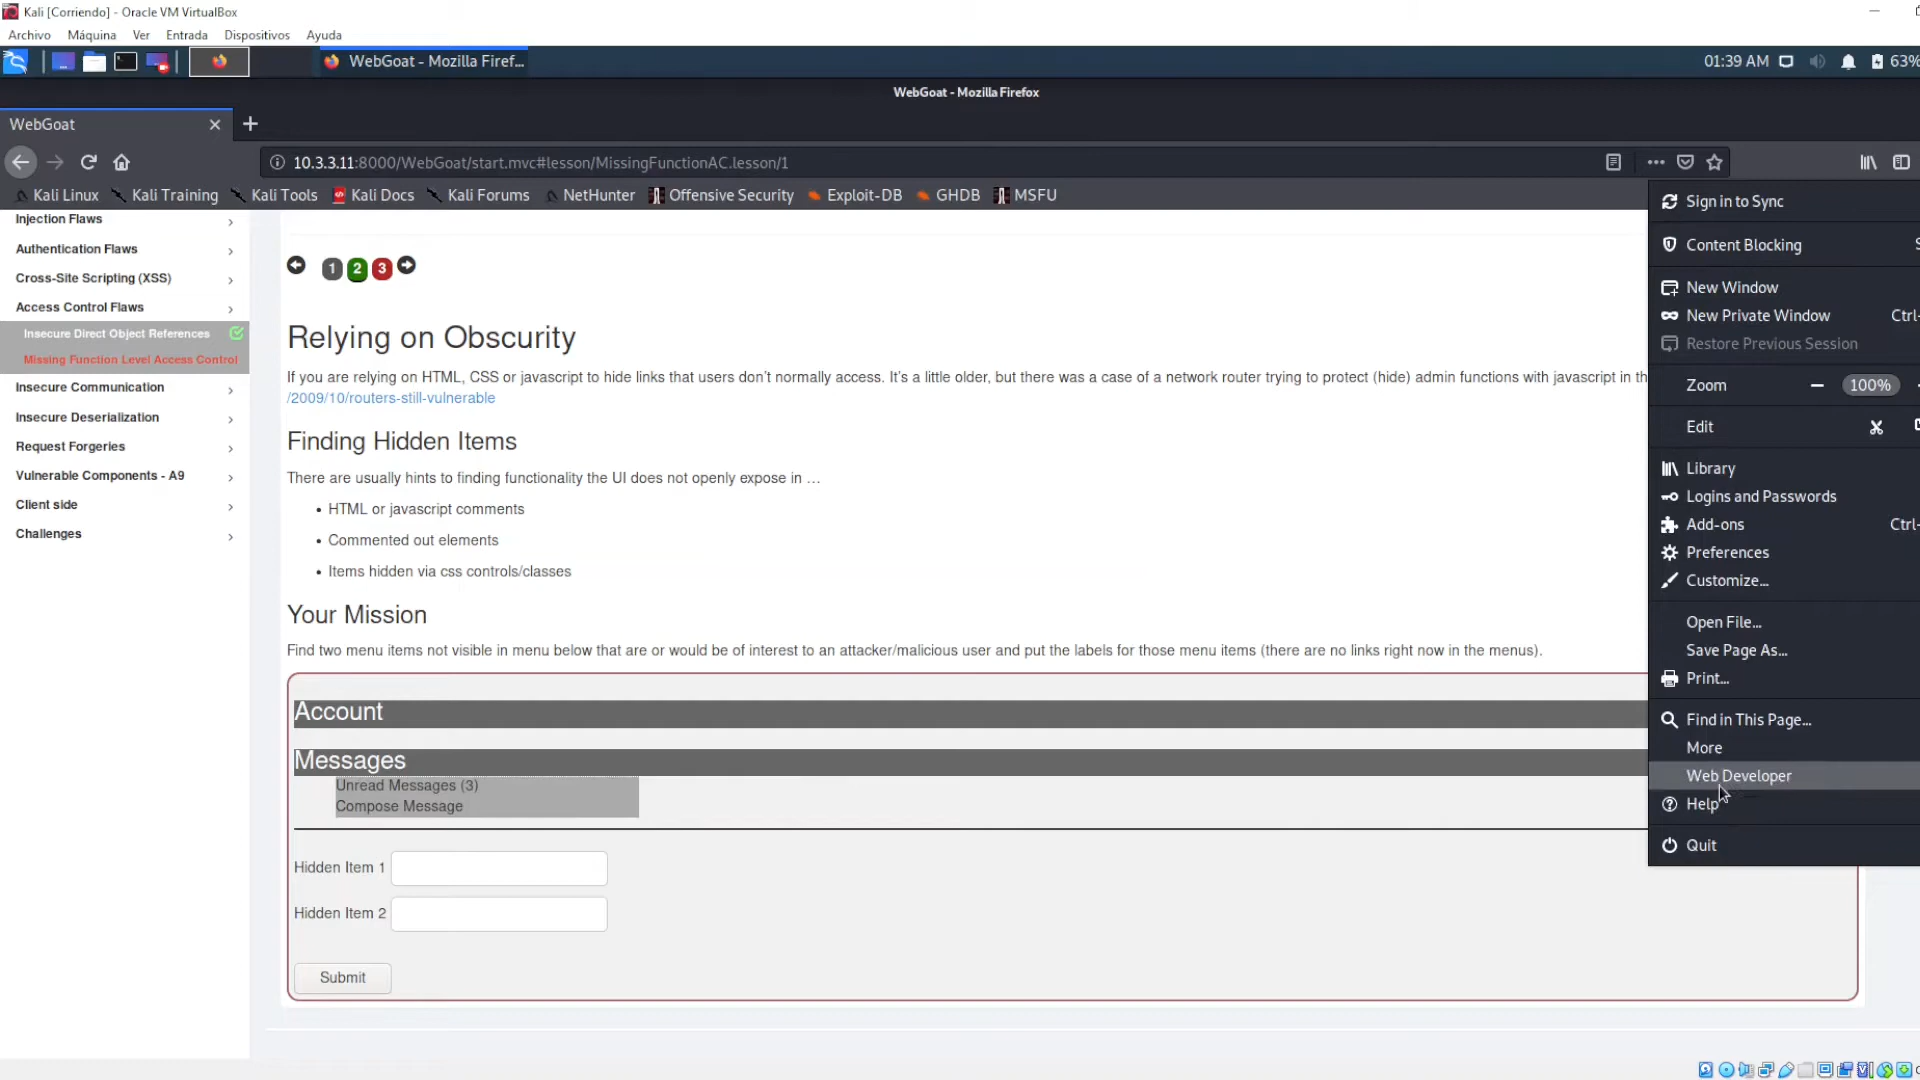 Kali [Corriendo] - Oracle VM VirtualBox
Archivo Máquina Ver Entrada Dispositivos Ayuda
WebGoat - Mozilla Firef... 01:39 AM 63%
WebGoat - Mozilla Firefox
WebGoat
10.3.3.11:8000/WebGoat/start.mvc#lesson/MissingFunctionAC.lesson/1
Kali Linux Kali Training Kali Tools Kali Docs Kali Forums NetHunter Offensive Security Exploit-DB GHDB MSFU
Injection Flaws
Authentication Flaws
Cross-Site Scripting (XSS)
Access Control Flaws
Insecure Direct Object References
Missing Function Level Access Control
Insecure Communication
Insecure Deserialization
Request Forgeries
Vulnerable Components - A9
Client side
Challenges
1 2 3
Relying on Obscurity
If you are relying on HTML, CSS or javascript to hide links that users don't normally access. It's a little older, but there was a case of a network router trying to protect (hide) admin functions with javascript in th
/2009/10/routers-still-vulnerable
Finding Hidden Items
There are usually hints to finding functionality the UI does not openly expose in …
• HTML or javascript comments
• Commented out elements
• Items hidden via css controls/classes
Your Mission
Find two menu items not visible in menu below that are or would be of interest to an attacker/malicious user and put the labels for those menu items (there are no links right now in the menus).
Account
Messages
Unread Messages (3)
Compose Message
Hidden Item 1
Hidden Item 2
Submit
Sign in to Sync
Content Blocking
New Window
New Private Window Ctrl-
Restore Previous Session
Zoom 100%
Edit
Library
Logins and Passwords
Add-ons Ctrl-
Preferences
Customize...
Open File...
Save Page As...
Print...
Find in This Page...
More
Web Developer
Help
Quit